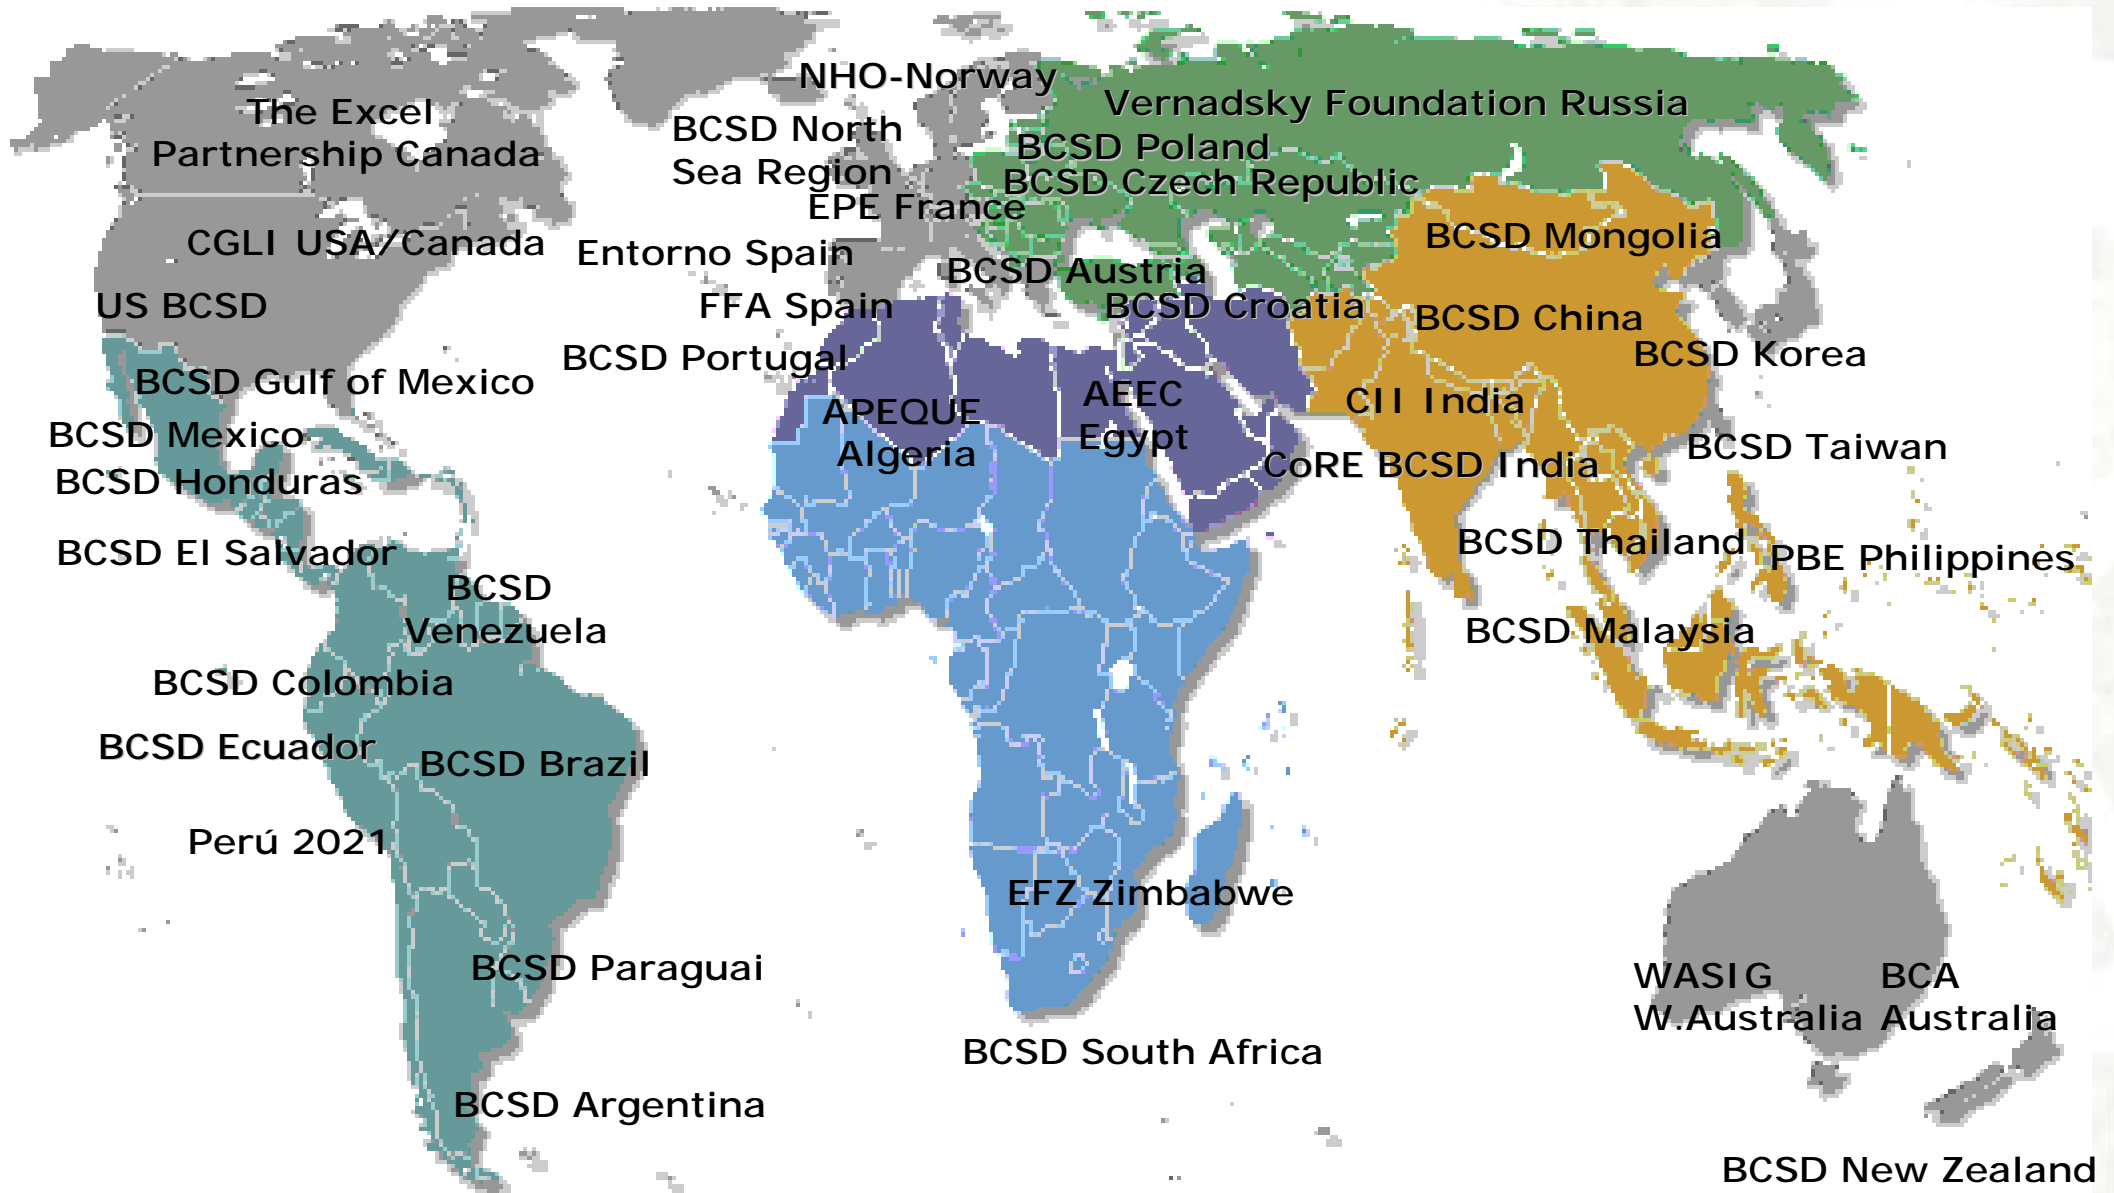 The Excel
Partnership Canada
CGLI USA/Canada
US BCSD
BCSD Gulf of Mexico
BCSD Mexico
BCSD Honduras
BCSD El Salvador
BCSD
Venezuela
BCSD Colombia
BCSD Ecuador
BCSD Brazil
Perú 2021
BCSD Paraguai
BCSD Argentina
NHO-Norway
BCSD North
Sea Region
EPE France
Entorno Spain
FFA Spain
BCSD Portugal
Vernadsky Foundation Russia
BCSD Poland
BCSD Czech Republic
BCSD Austria
BCSD Croatia
APEQUE
Algeria
AEEC
Egypt
EFZ Zimbabwe
BCSD South Africa
BCSD Mongolia
BCSD China
BCSD Korea
CII India
CoRE BCSD India
BCSD Taiwan
BCSD Thailand
PBE Philippines
BCSD Malaysia
WASIG
W.Australia
BCA
Australia
BCSD New Zealand